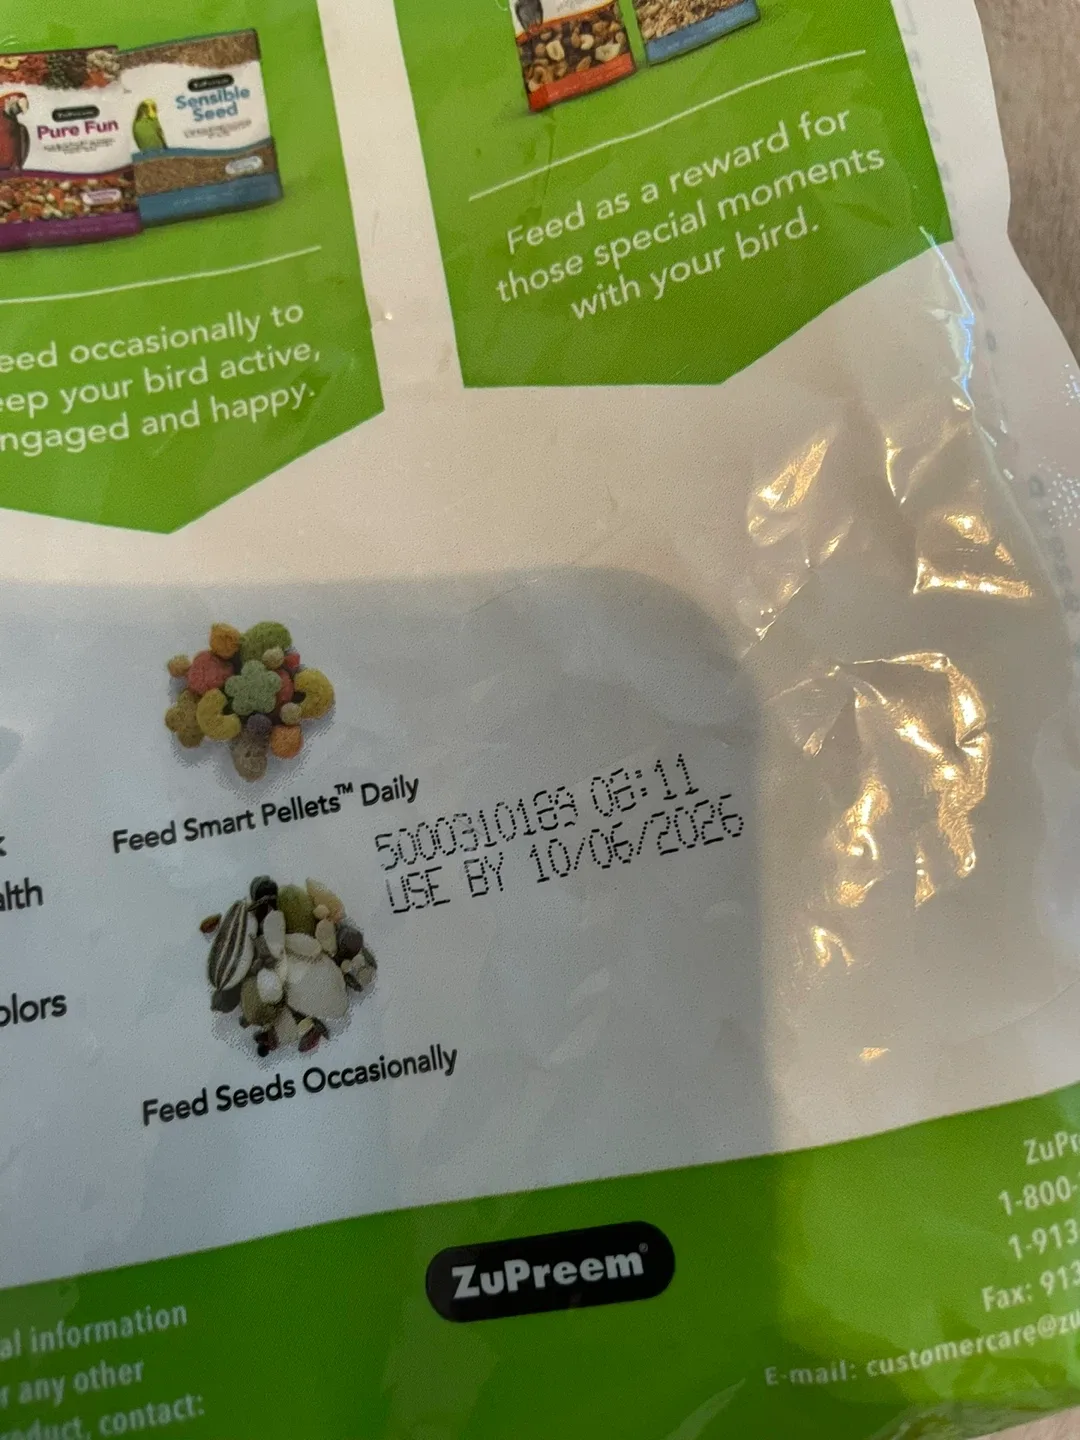 ZuPreem
Pure Fun
ZuPreem
Sensible
Seed
eed occasionally to
eep your bird active,
ngaged and happy.
Feed as a reward for
those special moments
with your bird.
Feed Smart Pellets™ Daily
5000310189 08:11
USE BY 10/06/2026
alth
olors
Feed Seeds Occasionally
ZuPreem®
al information
r any other
roduct, contact:
ZuPr
1-800-
1-913
Fax: 913
E-mail: customercare@zu